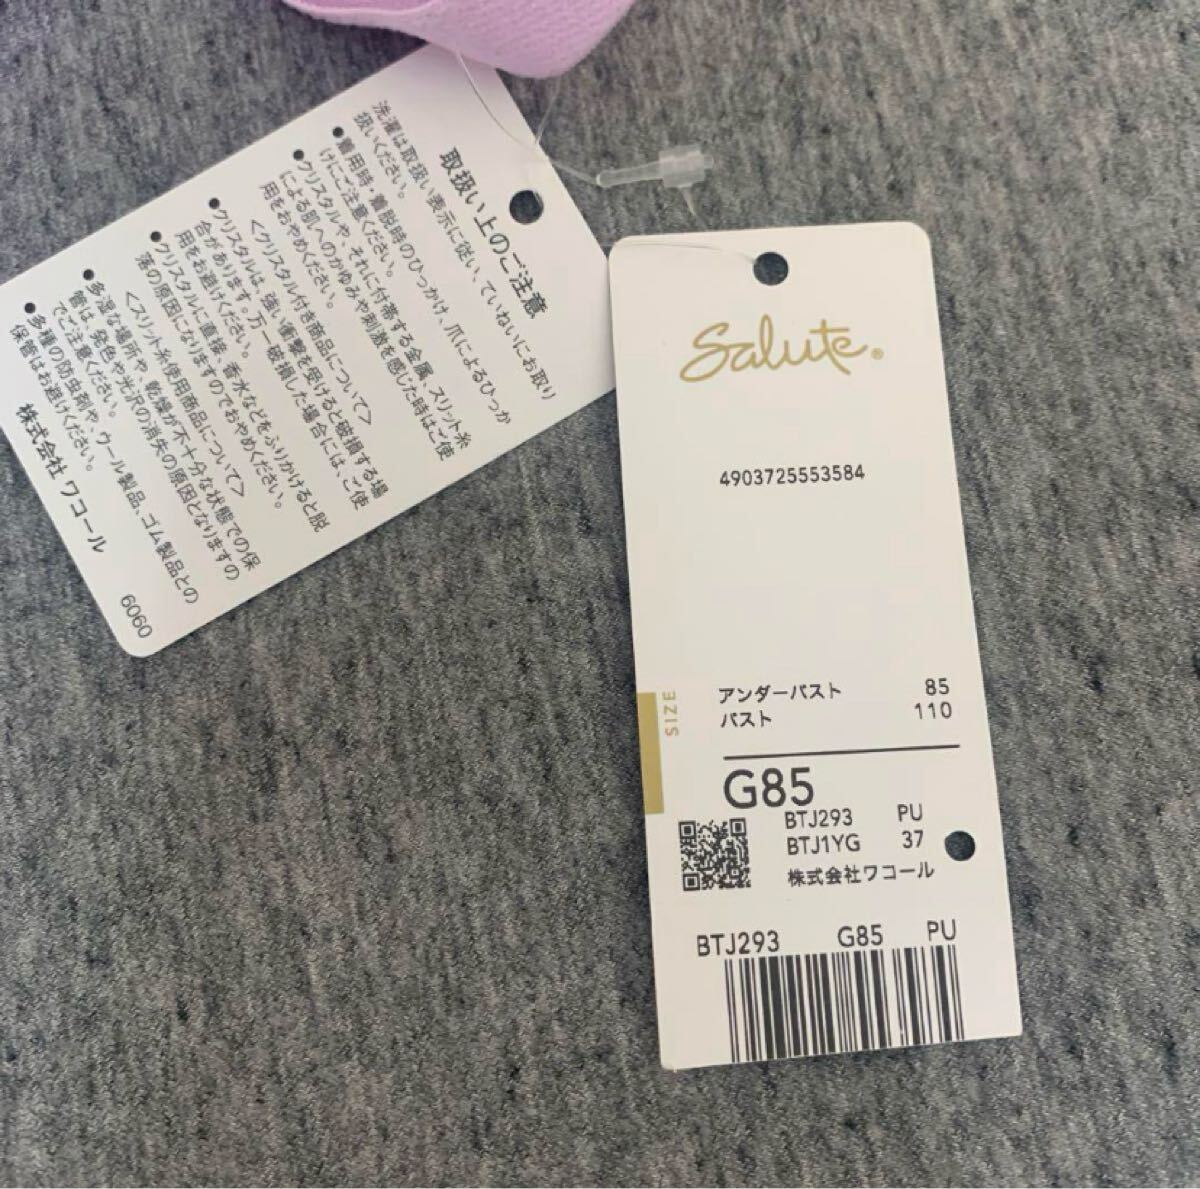 取扱い上のご注意
洗濯は取扱い表示に従い、ていねいにお取り
扱いください。
●着用時・着脱時のひっかけ、爪によるひっか
けにご注意ください。
●クリスタルや、それに付帯する金属、スリット糸
による肌へのかゆみや刺激を感じた時はご使
用をおやめください。
＜クリスタル付き商品について＞
●クリスタルは、強い衝撃を受けると破損する場
合があります。万一破損した場合には、ご使
用をお避けください。
●クリスタルに直接、香水などをふりかけると脱
落の原因になりますのでおやめください。
＜スリット糸使用商品について＞
●多湿な場所や、乾燥が不十分な状態での保
管は、発色や光沢の消失の原因となりますの
でご注意ください。
●多種の防虫剤や、ウール製品、ゴム製品との
保管はお避けください。
株式会社 ワコール
6060
Salute®
4903725553584
SIZE
アンダーバスト 85
バスト 110
G85
BTJ293 PU
BTJ1YG 37
株式会社ワコール
BTJ293 G85 PU